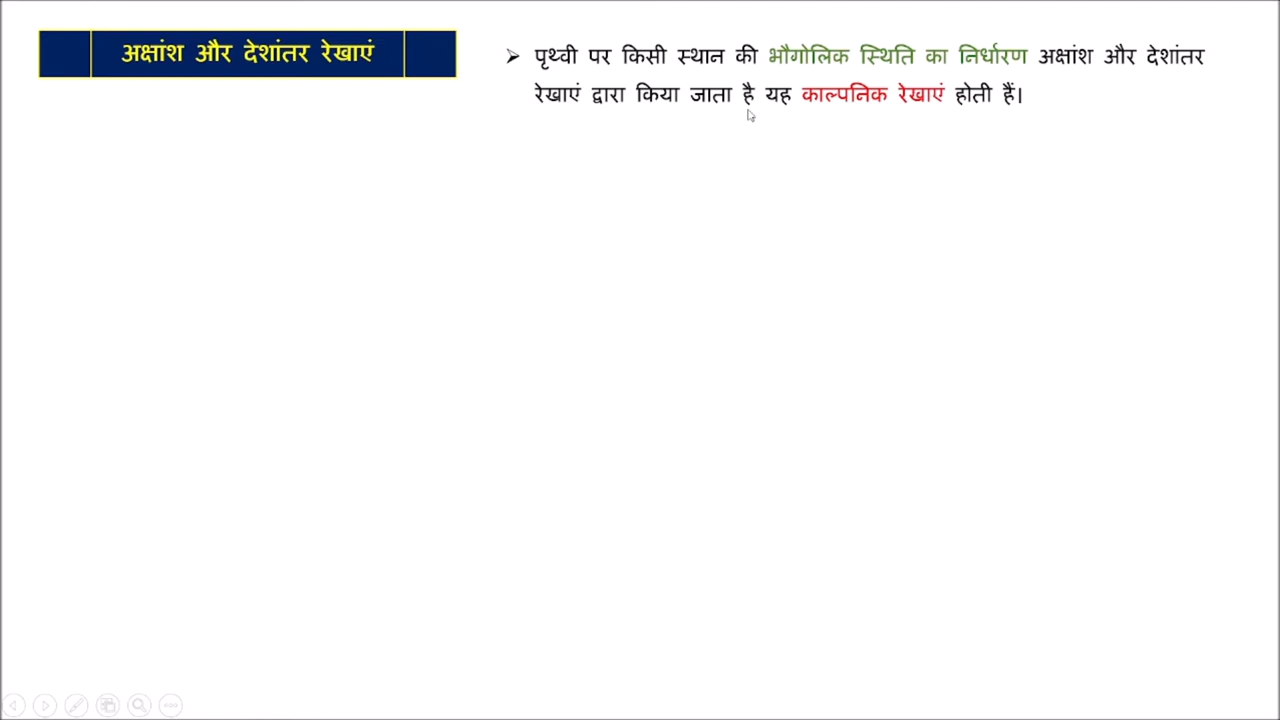 अक्षांश और देशांतर रेखाएं
पृथ्वी पर किसी स्थान की भौगोलिक स्थिति का निर्धारण अक्षांश और देशांतर
रेखाएं द्वारा किया जाता है यह काल्पनिक रेखाएं होती हैं।